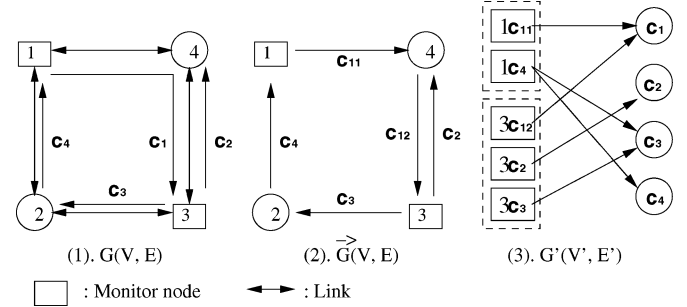 1
4
C4
C1
C2
C3
2
3
(1). G(V, E)
1
C11
4
C4
C12
C2
C3
2
3
(2). G(V, E)
1C11
1C4
3C12
3C2
3C3
C1
C2
C3
C4
(3). G'(V', E')
: Monitor node
: Link